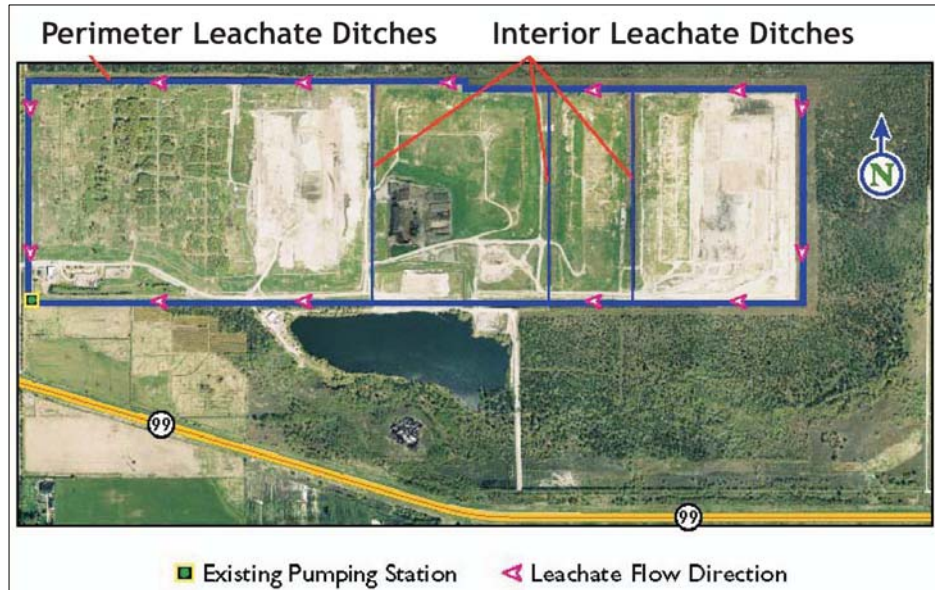 Perimeter Leachate Ditches
Interior Leachate Ditches
N
99
99
Existing Pumping Station
Leachate Flow Direction